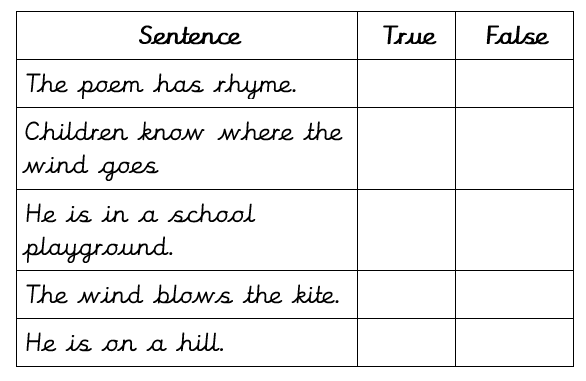 Sentence True False
The poem has rhyme.
Children know where the
wind goes
He is in a school
playground.
The wind blows the kite.
He is on a hill.